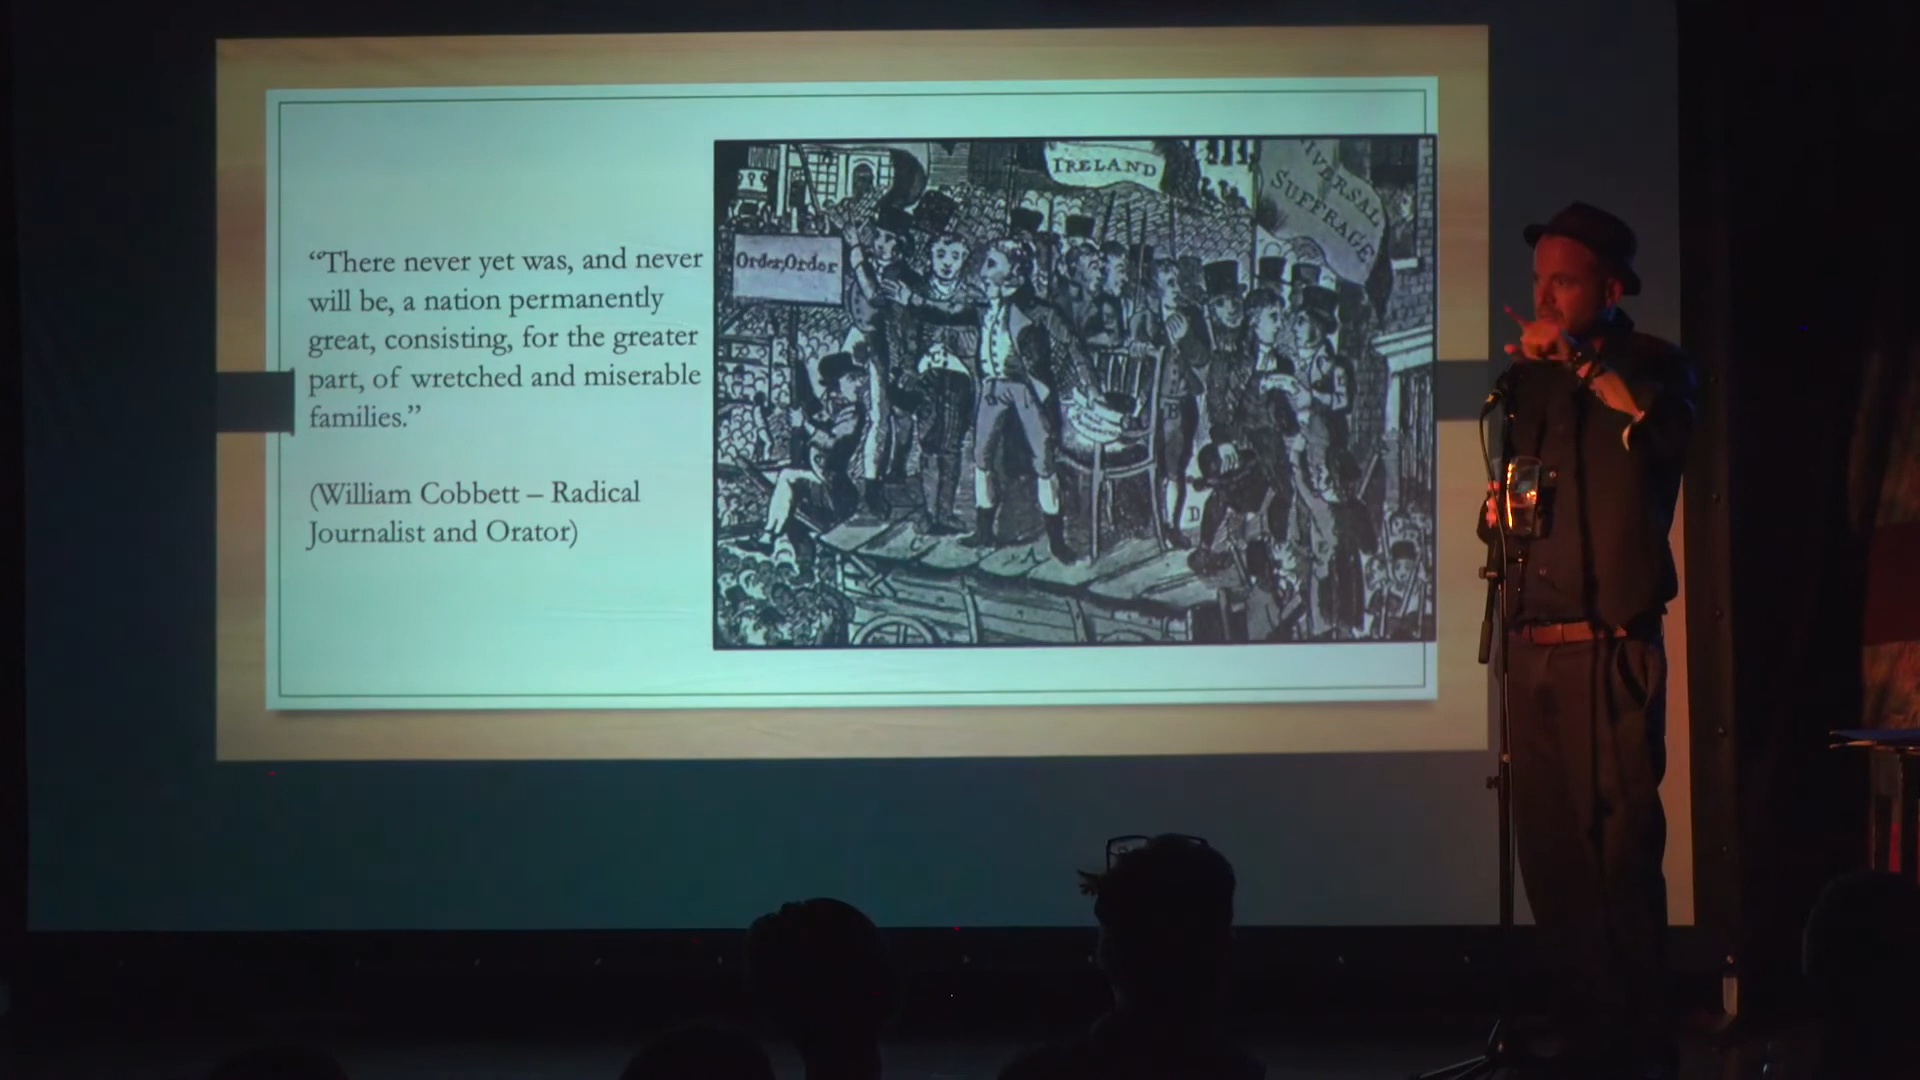 “There never yet was, and never
will be, a nation permanently
great, consisting, for the greater
part, of wretched and miserable
families.”
(William Cobbett – Radical
Journalist and Orator)
IRELAND
IVERSAL
SUFFRAGE
Order,Order
C
B
D
A